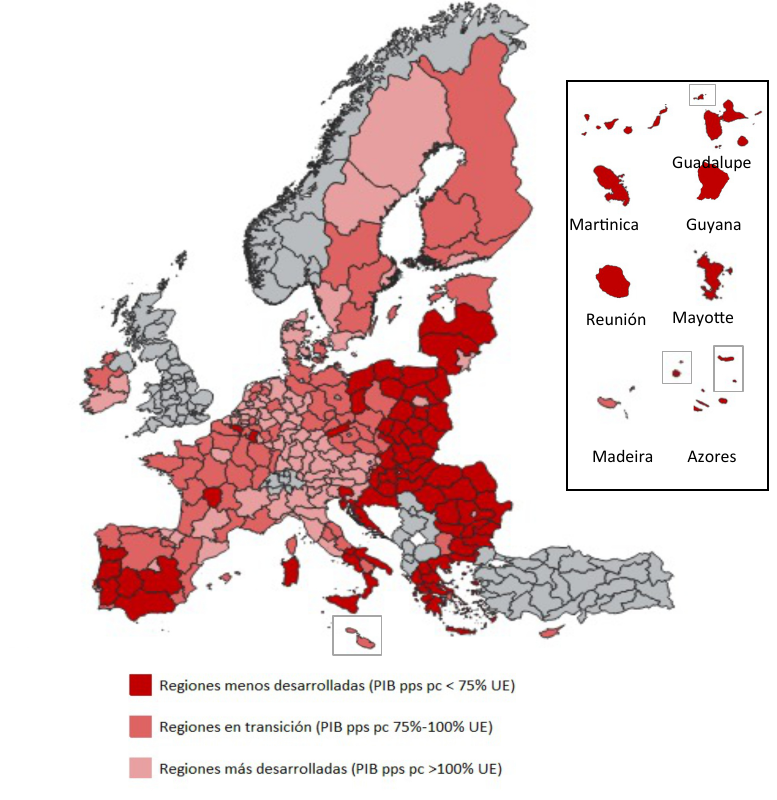 Guadalupe
Martinica
Guyana
Reunión
Mayotte
Madeira
Azores
Regiones menos desarrolladas (PIB pps pc < 75% UE)
Regiones en transición (PIB pps pc 75%-100% UE)
Regiones más desarrolladas (PIB pps pc >100% UE)